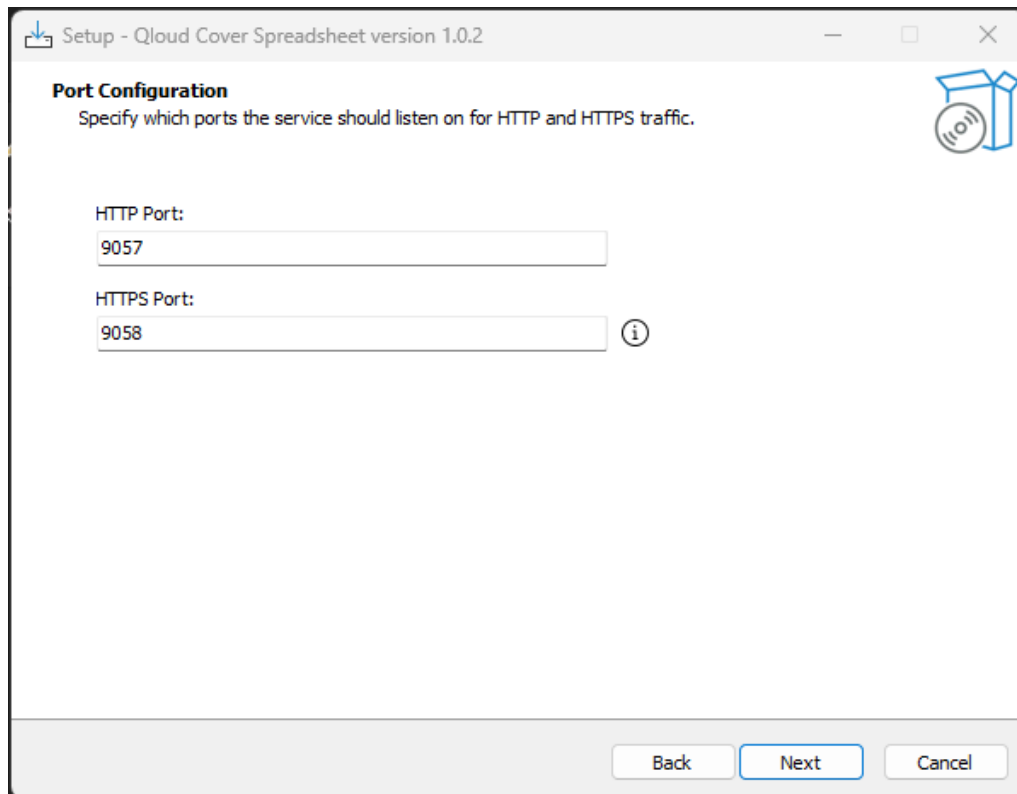 Setup - Qloud Cover Spreadsheet version 1.0.2
Port Configuration
Specify which ports the service should listen on for HTTP and HTTPS traffic.
HTTP Port:
9057
HTTPS Port:
9058
Back Next Cancel